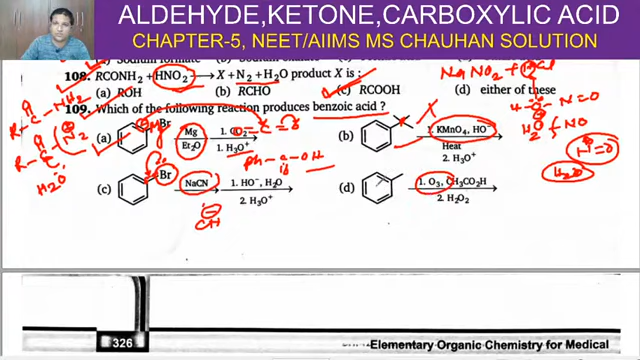 ALDEHYDE,KETONE,CARBOXYLIC ACID
CHAPTER-5, NEET/AIIMS MS CHAUHAN SOLUTION
108. RCONH2 + HNO2 → X + N2 + H2O product X is ;
(a) ROH (b) RCHO (c) RCOOH (d) either of these
NaNO2 +
109. Which of the following reaction produces benzoic acid ?
(a) Br Mg Et2O 1. CO2 1. H3O+
(b) 1. KMnO4, HO− Heat 2. H3O+
Ph-C-OH
(c) Br NaCN 1. HO−, H2O 2. H3O+
(d) 1. O3, CH3CO2H 2. H2O2
326
Elementary Organic Chemistry for Medical